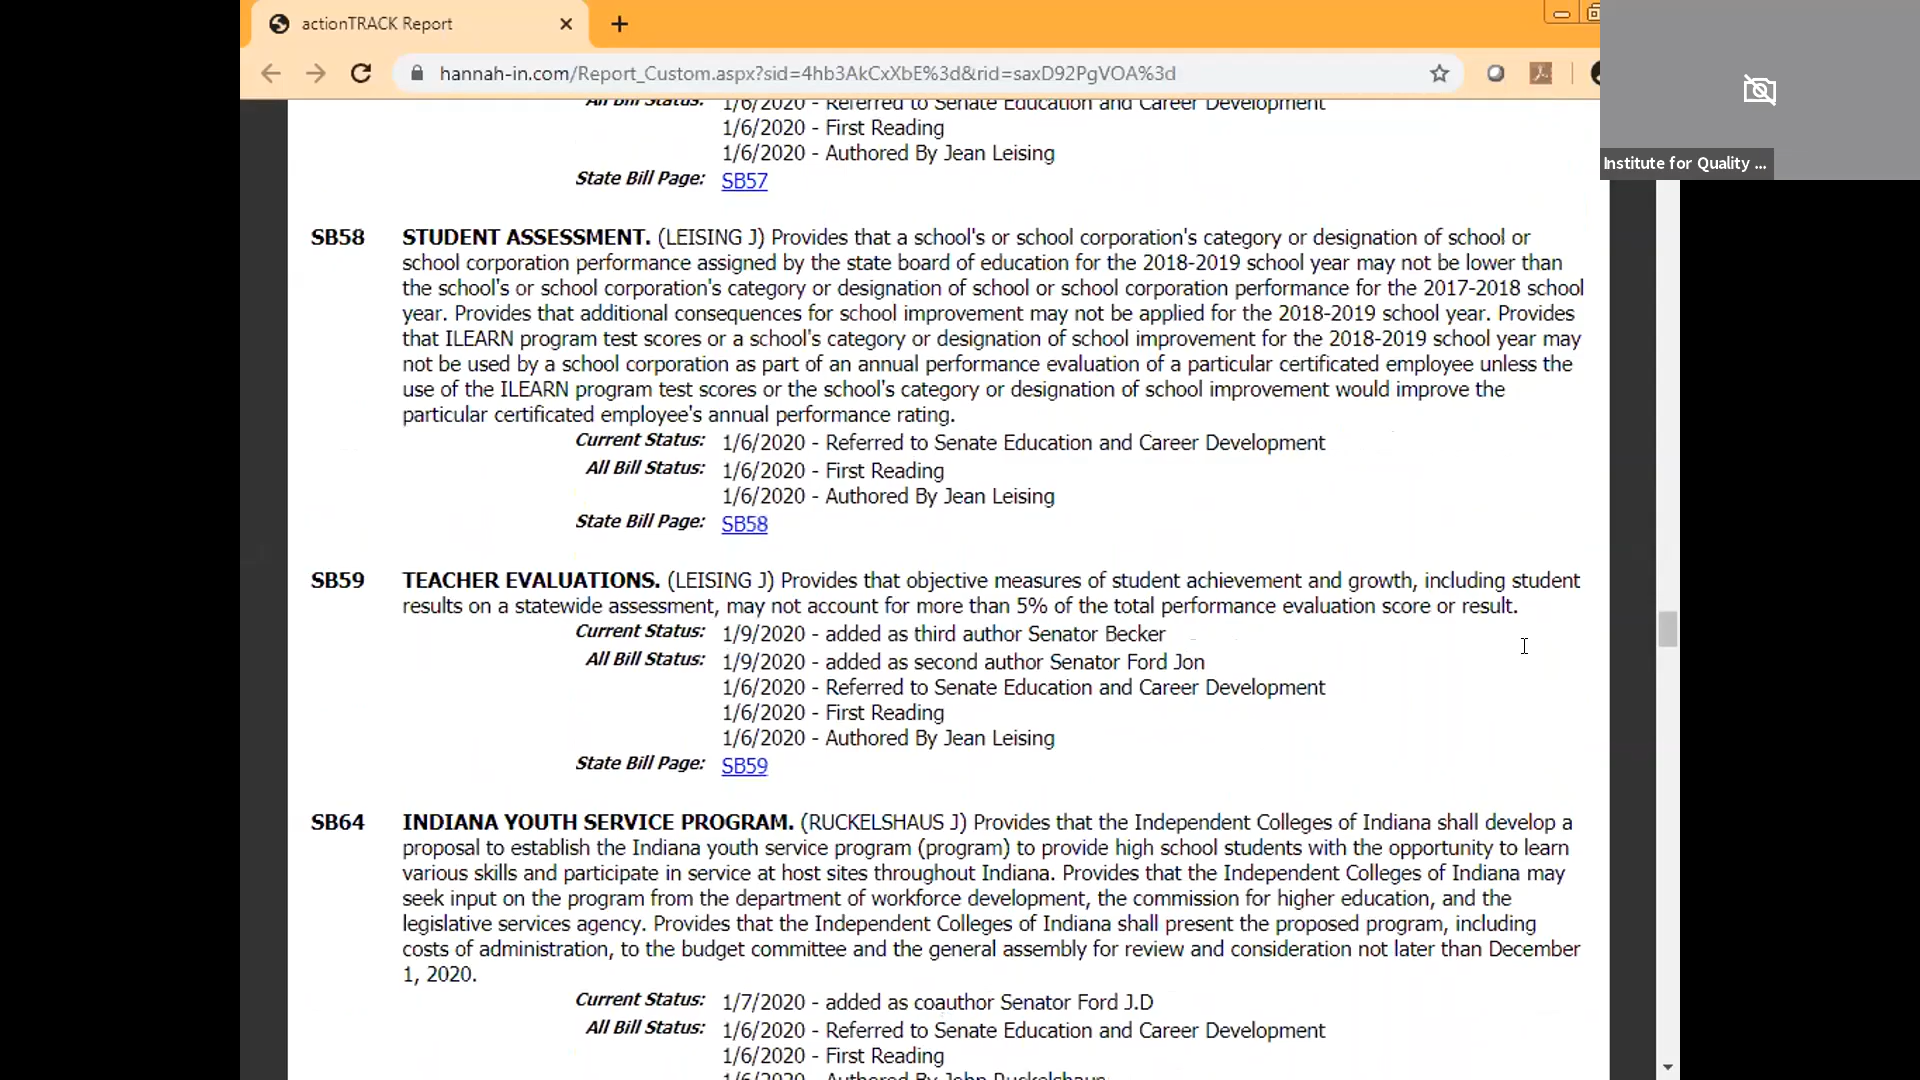 actionTRACK Report
hannah-in.com/Report_Custom.aspx?sid=4hb3AkCxXbE%3d&rid=saxD92PgVOA%3d
Institute for Quality ...
All Bill Status: 1/6/2020 - Referred to Senate Education and Career Development
1/6/2020 - First Reading
1/6/2020 - Authored By Jean Leising
State Bill Page: SB57
SB58 STUDENT ASSESSMENT. (LEISING J) Provides that a school's or school corporation's category or designation of school or
school corporation performance assigned by the state board of education for the 2018-2019 school year may not be lower than
the school's or school corporation's category or designation of school or school corporation performance for the 2017-2018 school
year. Provides that additional consequences for school improvement may not be applied for the 2018-2019 school year. Provides
that ILEARN program test scores or a school's category or designation of school improvement for the 2018-2019 school year may
not be used by a school corporation as part of an annual performance evaluation of a particular certificated employee unless the
use of the ILEARN program test scores or the school's category or designation of school improvement would improve the
particular certificated employee's annual performance rating.
Current Status: 1/6/2020 - Referred to Senate Education and Career Development
All Bill Status: 1/6/2020 - First Reading
1/6/2020 - Authored By Jean Leising
State Bill Page: SB58
SB59 TEACHER EVALUATIONS. (LEISING J) Provides that objective measures of student achievement and growth, including student
results on a statewide assessment, may not account for more than 5% of the total performance evaluation score or result.
Current Status: 1/9/2020 - added as third author Senator Becker
All Bill Status: 1/9/2020 - added as second author Senator Ford Jon
1/6/2020 - Referred to Senate Education and Career Development
1/6/2020 - First Reading
1/6/2020 - Authored By Jean Leising
State Bill Page: SB59
SB64 INDIANA YOUTH SERVICE PROGRAM. (RUCKELSHAUS J) Provides that the Independent Colleges of Indiana shall develop a
proposal to establish the Indiana youth service program (program) to provide high school students with the opportunity to learn
various skills and participate in service at host sites throughout Indiana. Provides that the Independent Colleges of Indiana may
seek input on the program from the department of workforce development, the commission for higher education, and the
legislative services agency. Provides that the Independent Colleges of Indiana shall present the proposed program, including
costs of administration, to the budget committee and the general assembly for review and consideration not later than December
1, 2020.
Current Status: 1/7/2020 - added as coauthor Senator Ford J.D
All Bill Status: 1/6/2020 - Referred to Senate Education and Career Development
1/6/2020 - First Reading
1/6/2020 - Authored By John Ruckelshaus